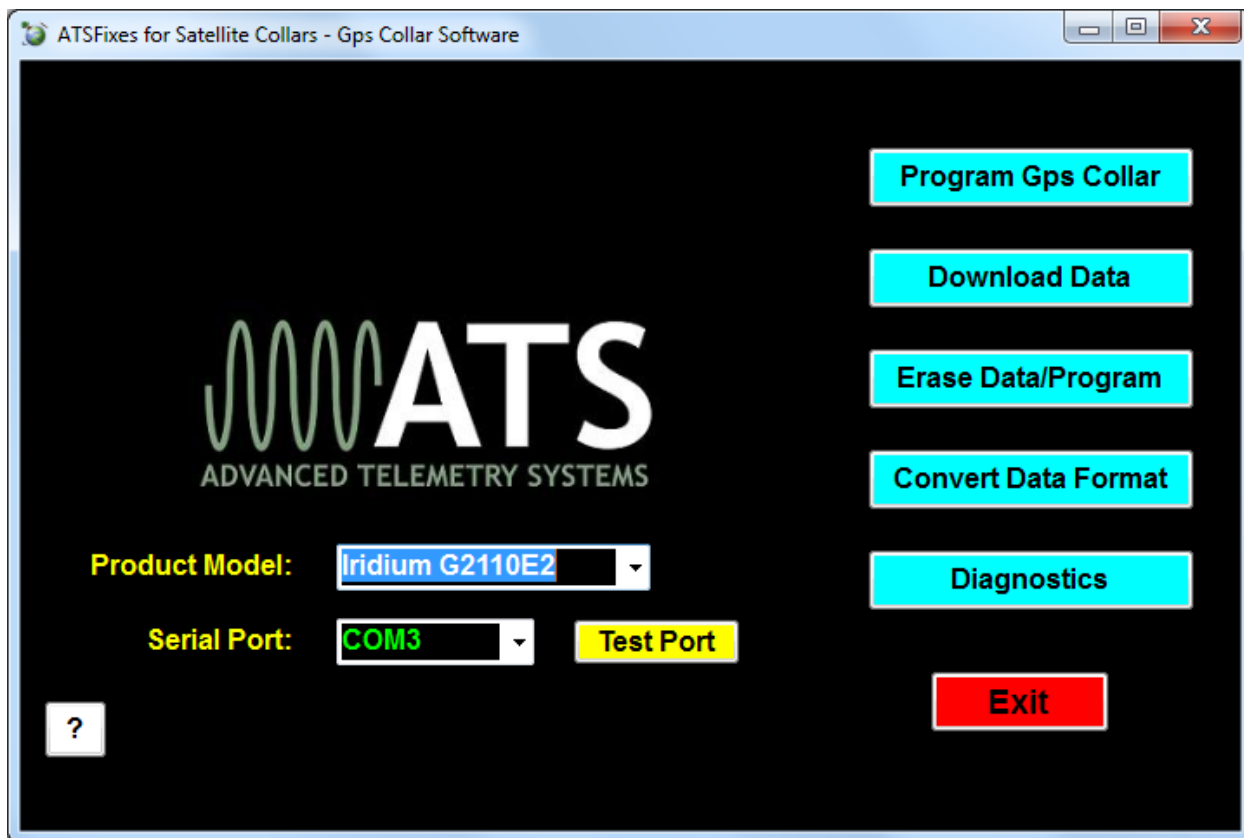 ATSFixes for Satellite Collars - Gps Collar Software
Program Gps Collar
Download Data
Erase Data/Program
Convert Data Format
Diagnostics
Exit
ATS
ADVANCED TELEMETRY SYSTEMS
Product Model: Iridium G2110E2
Serial Port: COM3 Test Port
?